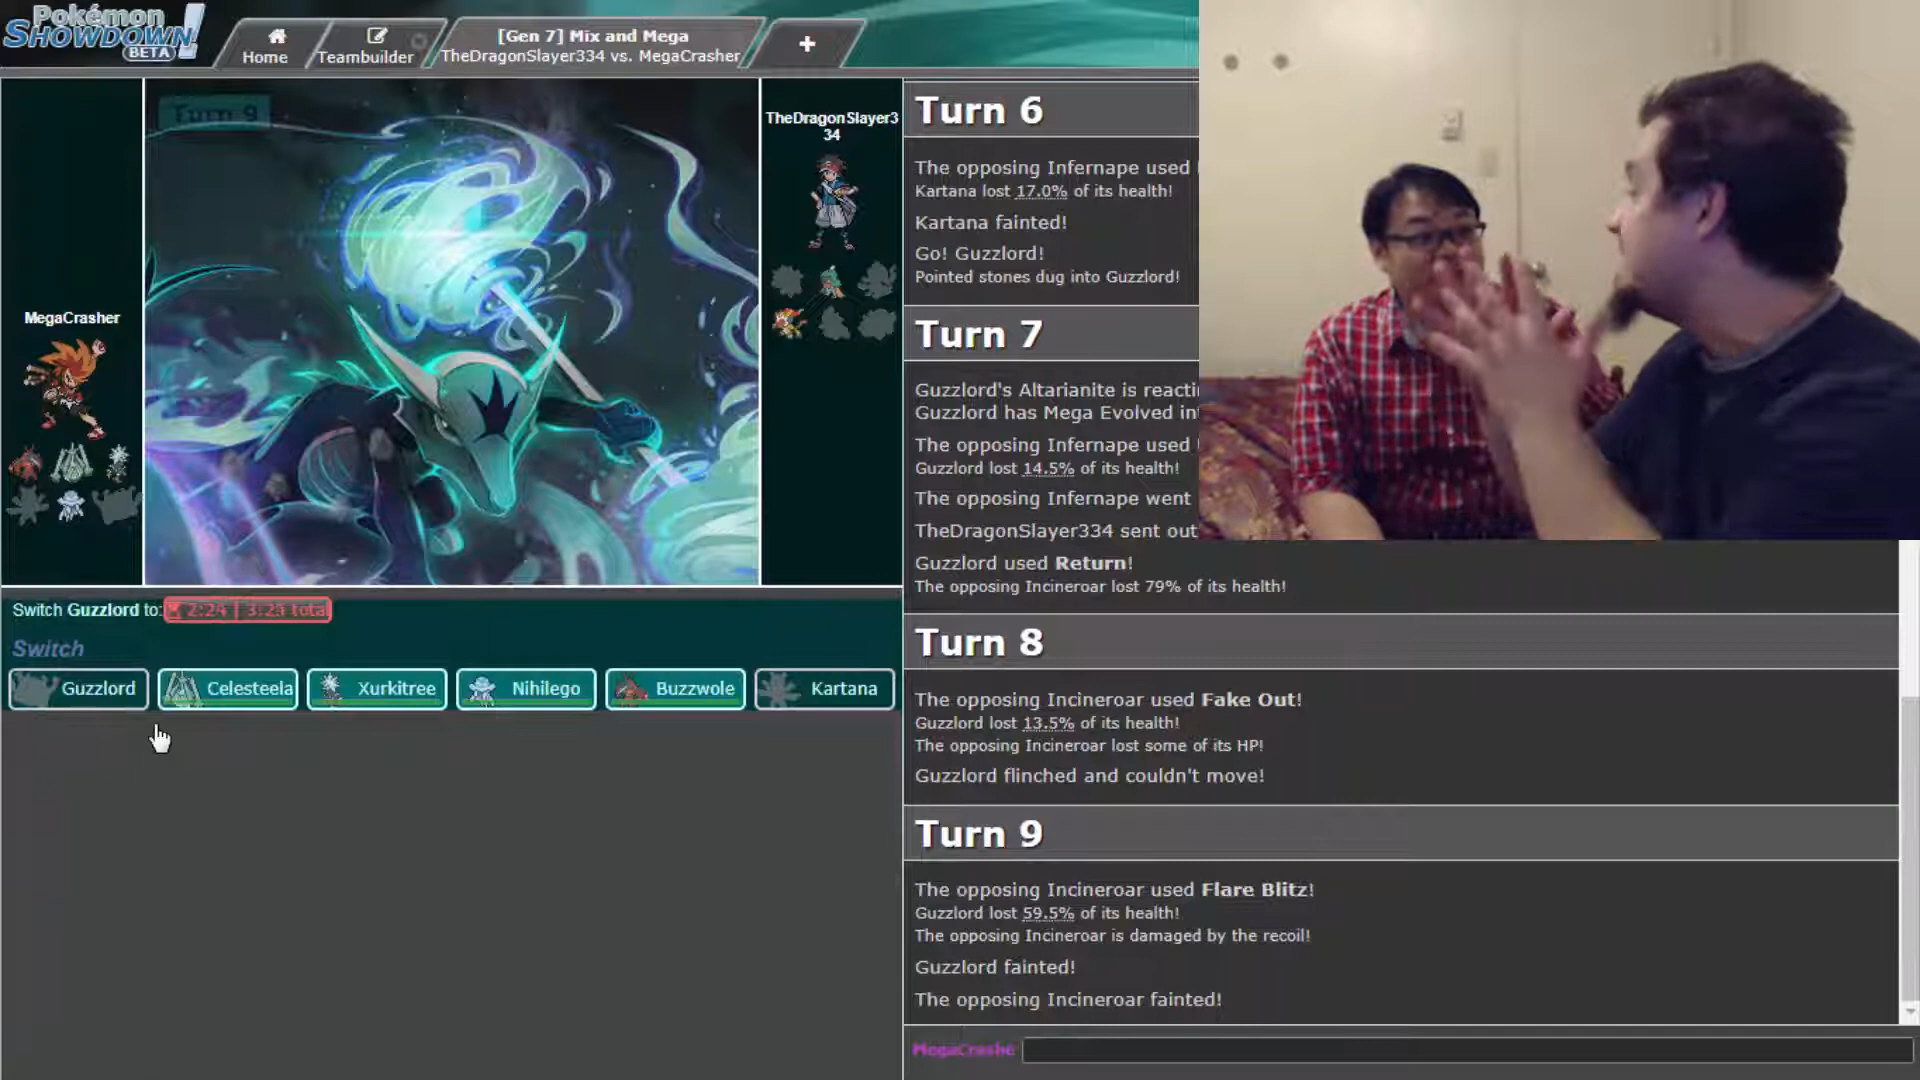 Pokémon
SHOWDOWN!
BETA
Home
Teambuilder
[Gen 7] Mix and Mega
TheDragonSlayer334 vs. MegaCrasher
+
Turn 9
MegaCrasher
TheDragonSlayer3
34
Switch Guzzlord to:
2:24 | 3:24 total
Switch
Guzzlord
Celesteela
Xurkitree
Nihilego
Buzzwole
Kartana
Turn 6
The opposing Infernape used
Kartana lost 17.0% of its health!
Kartana fainted!
Go! Guzzlord!
Pointed stones dug into Guzzlord!
Turn 7
Guzzlord's Altarianite is reacti
Guzzlord has Mega Evolved in
The opposing Infernape used
Guzzlord lost 14.5% of its health!
The opposing Infernape went
TheDragonSlayer334 sent out
Guzzlord used Return!
The opposing Incineroar lost 79% of its health!
Turn 8
The opposing Incineroar used Fake Out!
Guzzlord lost 13.5% of its health!
The opposing Incineroar lost some of its HP!
Guzzlord flinched and couldn't move!
Turn 9
The opposing Incineroar used Flare Blitz!
Guzzlord lost 59.5% of its health!
The opposing Incineroar is damaged by the recoil!
Guzzlord fainted!
The opposing Incineroar fainted!
MegaCrashe